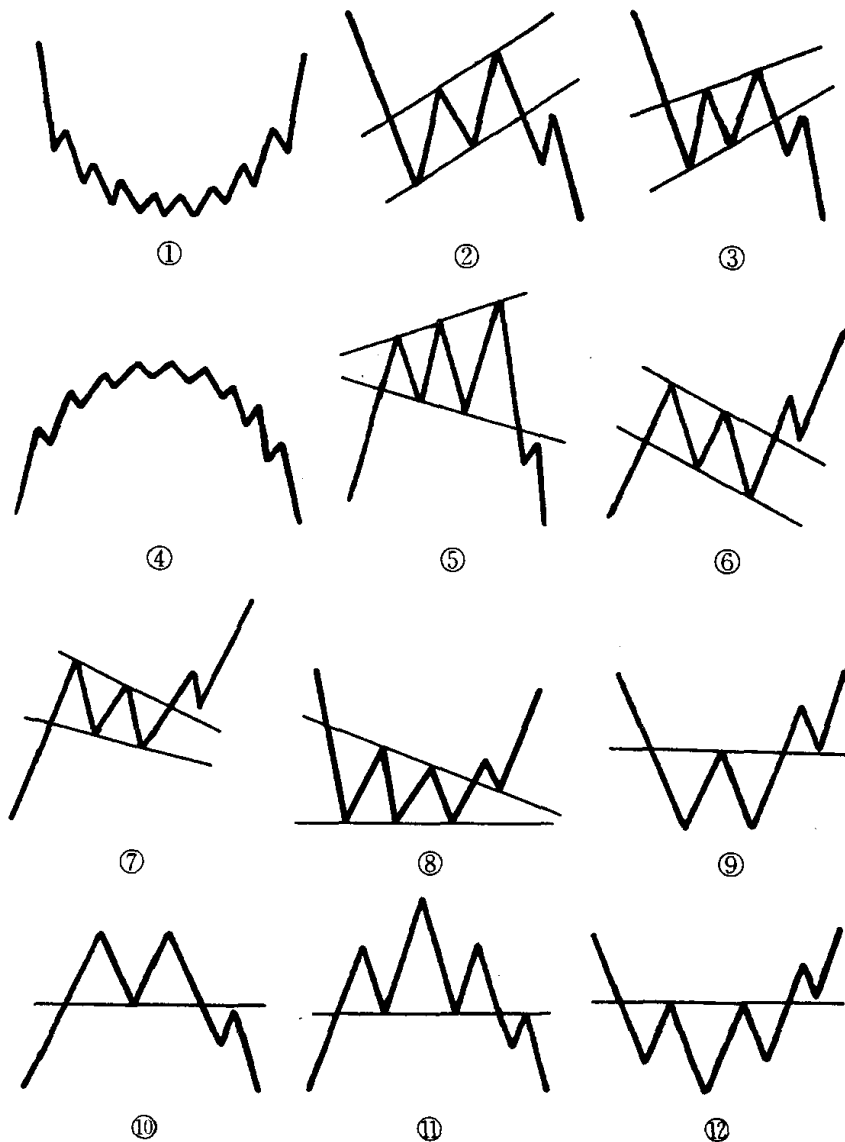 ① ② ③
④ ⑤ ⑥
⑦ ⑧ ⑨
⑩ ⑪ ⑫